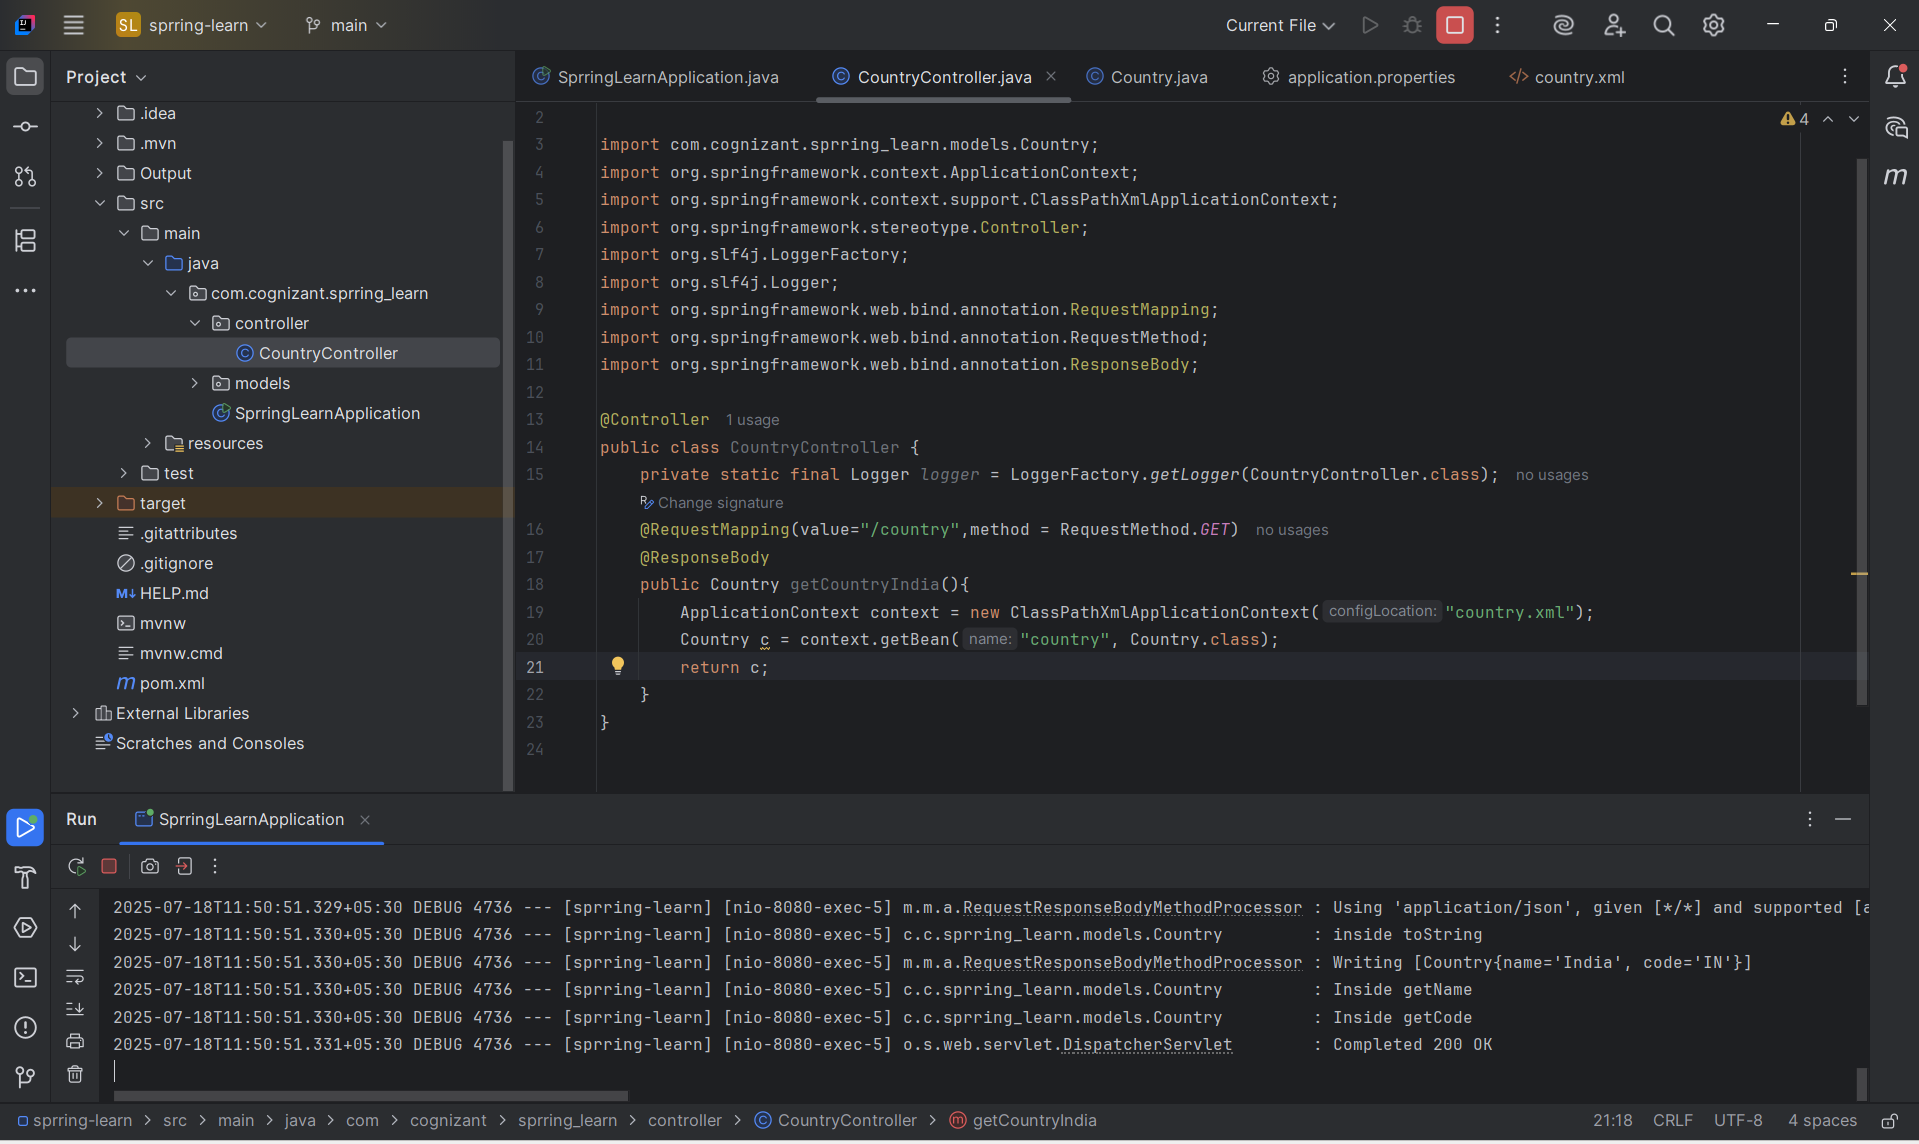 SL sprring-learn main Current File
Project
.idea
.mvn
Output
src
main
java
com.cognizant.sprring_learn
controller
CountryController
models
SprringLearnApplication
resources
test
target
.gitattributes
.gitignore
M↓ HELP.md
mvnw
mvnw.cmd
m pom.xml
External Libraries
Scratches and Consoles
SprringLearnApplication.java CountryController.java Country.java application.properties country.xml
4
2
3 import com.cognizant.sprring_learn.models.Country;
4 import org.springframework.context.ApplicationContext;
5 import org.springframework.context.support.ClassPathXmlApplicationContext;
6 import org.springframework.stereotype.Controller;
7 import org.slf4j.LoggerFactory;
8 import org.slf4j.Logger;
9 import org.springframework.web.bind.annotation.RequestMapping;
10 import org.springframework.web.bind.annotation.RequestMethod;
11 import org.springframework.web.bind.annotation.ResponseBody;
12
13 @Controller 1 usage
14 public class CountryController {
15 private static final Logger logger = LoggerFactory.getLogger(CountryController.class); no usages
Change signature
16 @RequestMapping(value="/country",method = RequestMethod.GET) no usages
17 @ResponseBody
18 public Country getCountryIndia(){
19 ApplicationContext context = new ClassPathXmlApplicationContext( configLocation: "country.xml");
20 Country c = context.getBean( name: "country", Country.class);
21 return c;
22 }
23 }
24
m
Run SprringLearnApplication
2025-07-18T11:50:51.329+05:30 DEBUG 4736 --- [sprring-learn] [nio-8080-exec-5] m.m.a.RequestResponseBodyMethodProcessor : Using 'application/json', given [*/*] and supported [a
2025-07-18T11:50:51.330+05:30 DEBUG 4736 --- [sprring-learn] [nio-8080-exec-5] c.c.sprring_learn.models.Country : inside toString
2025-07-18T11:50:51.330+05:30 DEBUG 4736 --- [sprring-learn] [nio-8080-exec-5] m.m.a.RequestResponseBodyMethodProcessor : Writing [Country{name='India', code='IN'}]
2025-07-18T11:50:51.330+05:30 DEBUG 4736 --- [sprring-learn] [nio-8080-exec-5] c.c.sprring_learn.models.Country : Inside getName
2025-07-18T11:50:51.330+05:30 DEBUG 4736 --- [sprring-learn] [nio-8080-exec-5] c.c.sprring_learn.models.Country : Inside getCode
2025-07-18T11:50:51.331+05:30 DEBUG 4736 --- [sprring-learn] [nio-8080-exec-5] o.s.web.servlet.DispatcherServlet : Completed 200 OK
sprring-learn > src > main > java > com > cognizant > sprring_learn > controller > CountryController > getCountryIndia 21:18 CRLF UTF-8 4 spaces